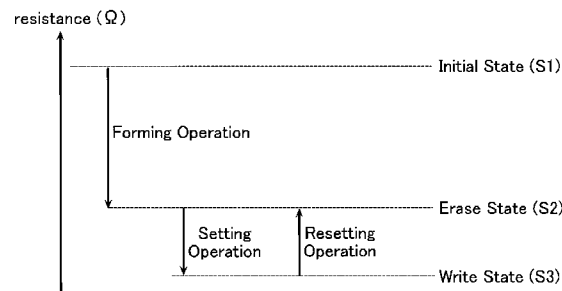 resistance (Ω)
Initial State (S1)
Forming Operation
Erase State (S2)
Setting
Operation
Resetting
Operation
Write State (S3)